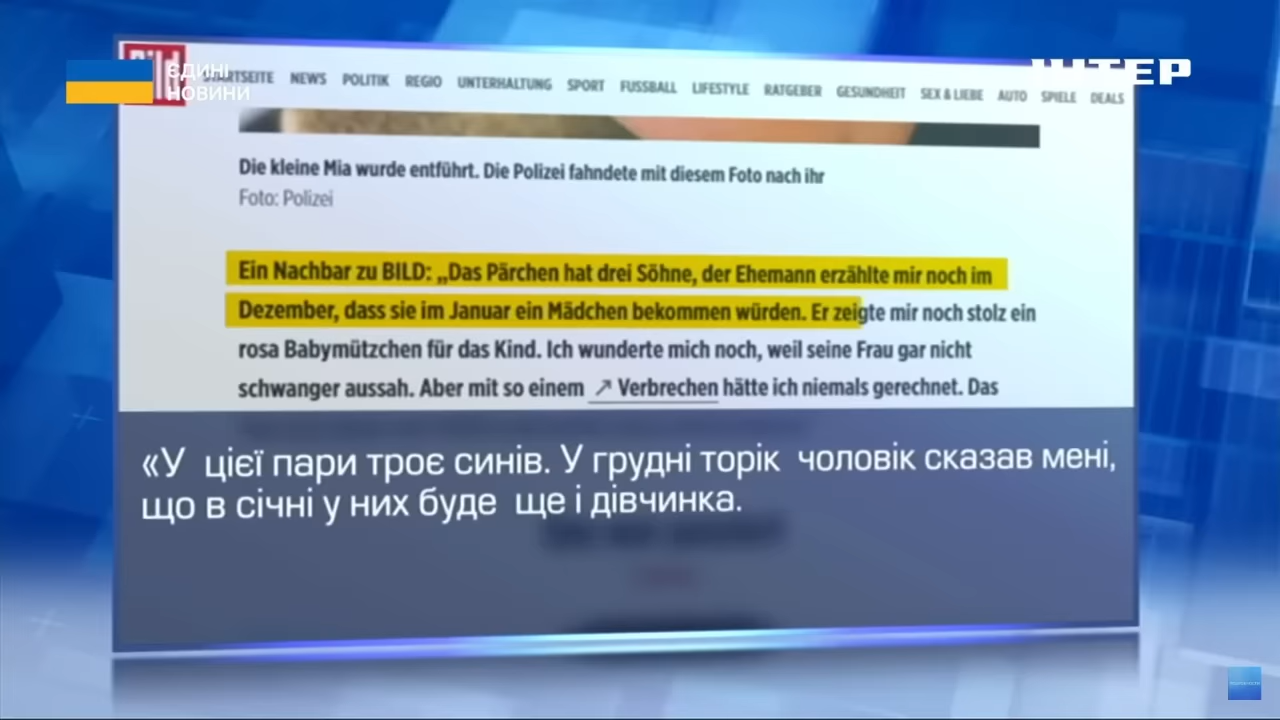 Bild
ЄДИНІ
НОВИНИ
ІНТЕР
STARTSEITE NEWS POLITIK REGIO UNTERHALTUNG SPORT FUSSBALL LIFESTYLE RATGEBER GESUNDHEIT SEX & LIEBE AUTO SPIELE DEALS
Die kleine Mia wurde entführt. Die Polizei fahndete mit diesem Foto nach ihr
Foto: Polizei
Ein Nachbar zu BILD: „Das Pärchen hat drei Söhne, der Ehemann erzählte mir noch im
Dezember, dass sie im Januar ein Mädchen bekommen würden. Er zeigte mir noch stolz ein
rosa Babymützchen für das Kind. Ich wunderte mich noch, weil seine Frau gar nicht
schwanger aussah. Aber mit so einem ↗ Verbrechen hätte ich niemals gerechnet. Das
«У цієї пари троє синів. У грудні торік чоловік сказав мені,
що в січні у них буде ще і дівчинка.